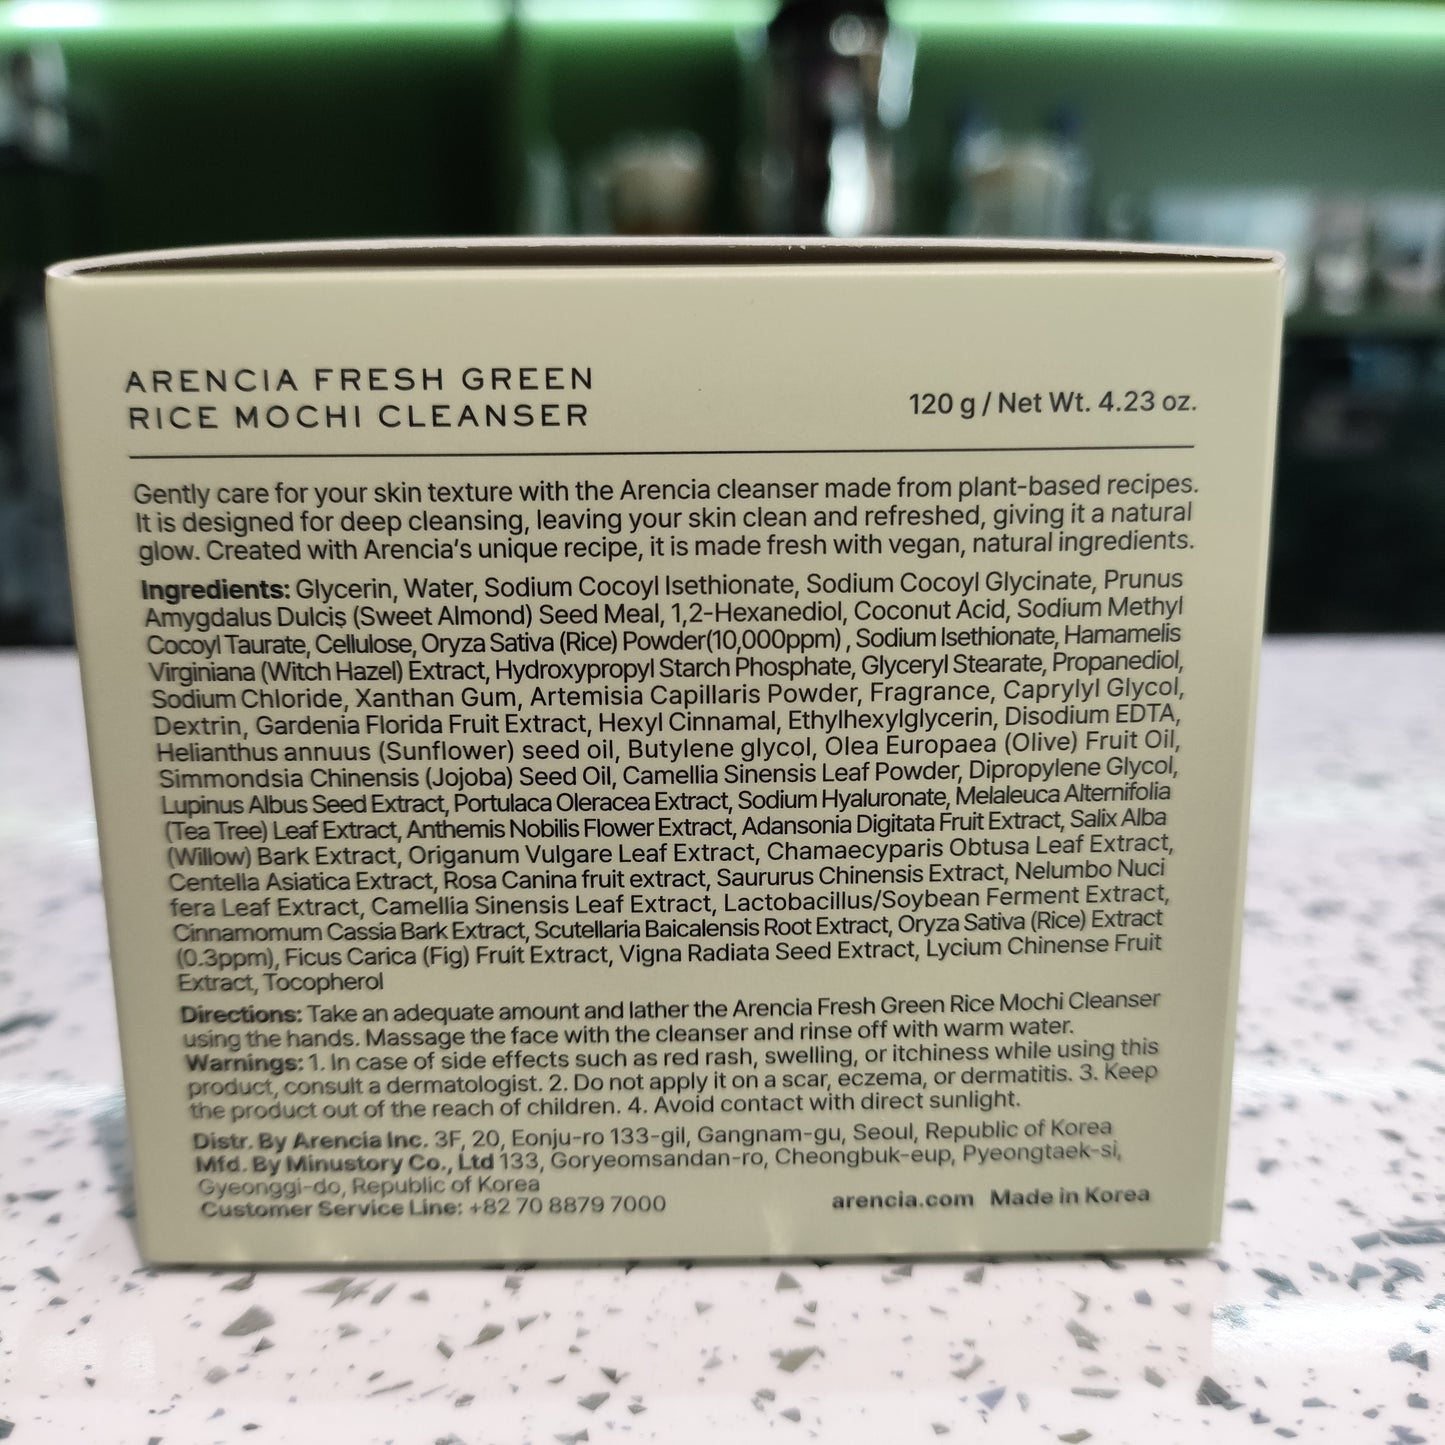 ARENCIA FRESH GREEN
RICE MOCHI CLEANSER
120 g / Net Wt. 4.23 oz.
Gently care for your skin texture with the Arencia cleanser made from plant-based recipes.
It is designed for deep cleansing, leaving your skin clean and refreshed, giving it a natural
glow. Created with Arencia's unique recipe, it is made fresh with vegan, natural ingredients.
Ingredients: Glycerin, Water, Sodium Cocoyl Isethionate, Sodium Cocoyl Glycinate, Prunus
Amygdalus Dulcis (Sweet Almond) Seed Meal, 1,2-Hexanediol, Coconut Acid, Sodium Methyl
Cocoyl Taurate, Cellulose, Oryza Sativa (Rice) Powder(10,000ppm) , Sodium Isethionate, Hamamelis
Virginiana (Witch Hazel) Extract, Hydroxypropyl Starch Phosphate, Glyceryl Stearate, Propanediol,
Sodium Chloride, Xanthan Gum, Artemisia Capillaris Powder, Fragrance, Caprylyl Glycol,
Dextrin, Gardenia Florida Fruit Extract, Hexyl Cinnamal, Ethylhexylglycerin, Disodium EDTA,
Helianthus annuus (Sunflower) seed oil, Butylene glycol, Olea Europaea (Olive) Fruit Oil,
Simmondsia Chinensis (Jojoba) Seed Oil, Camellia Sinensis Leaf Powder, Dipropylene Glycol,
Lupinus Albus Seed Extract, Portulaca Oleracea Extract, Sodium Hyaluronate, Melaleuca Alternifolia
(Tea Tree) Leaf Extract, Anthemis Nobilis Flower Extract, Adansonia Digitata Fruit Extract, Salix Alba
(Willow) Bark Extract, Origanum Vulgare Leaf Extract, Chamaecyparis Obtusa Leaf Extract,
Centella Asiatica Extract, Rosa Canina fruit extract, Saururus Chinensis Extract, Nelumbo Nuci
fera Leaf Extract, Camellia Sinensis Leaf Extract, Lactobacillus/Soybean Ferment Extract,
Cinnamomum Cassia Bark Extract, Scutellaria Baicalensis Root Extract, Oryza Sativa (Rice) Extract
(0.3ppm), Ficus Carica (Fig) Fruit Extract, Vigna Radiata Seed Extract, Lycium Chinense Fruit
Extract, Tocopherol
Directions: Take an adequate amount and lather the Arencia Fresh Green Rice Mochi Cleanser
using the hands. Massage the face with the cleanser and rinse off with warm water.
Warnings: 1. In case of side effects such as red rash, swelling, or itchiness while using this
product, consult a dermatologist. 2. Do not apply it on a scar, eczema, or dermatitis. 3. Keep
the product out of the reach of children. 4. Avoid contact with direct sunlight.
Distr. By Arencia Inc. 3F, 20, Eonju-ro 133-gil, Gangnam-gu, Seoul, Republic of Korea
Mfd. By Minustory Co., Ltd 133, Goryeomsandan-ro, Cheongbuk-eup, Pyeongtaek-si,
Gyeonggi-do, Republic of Korea
Customer Service Line: +82 70 8879 7000
arencia.com Made in Korea